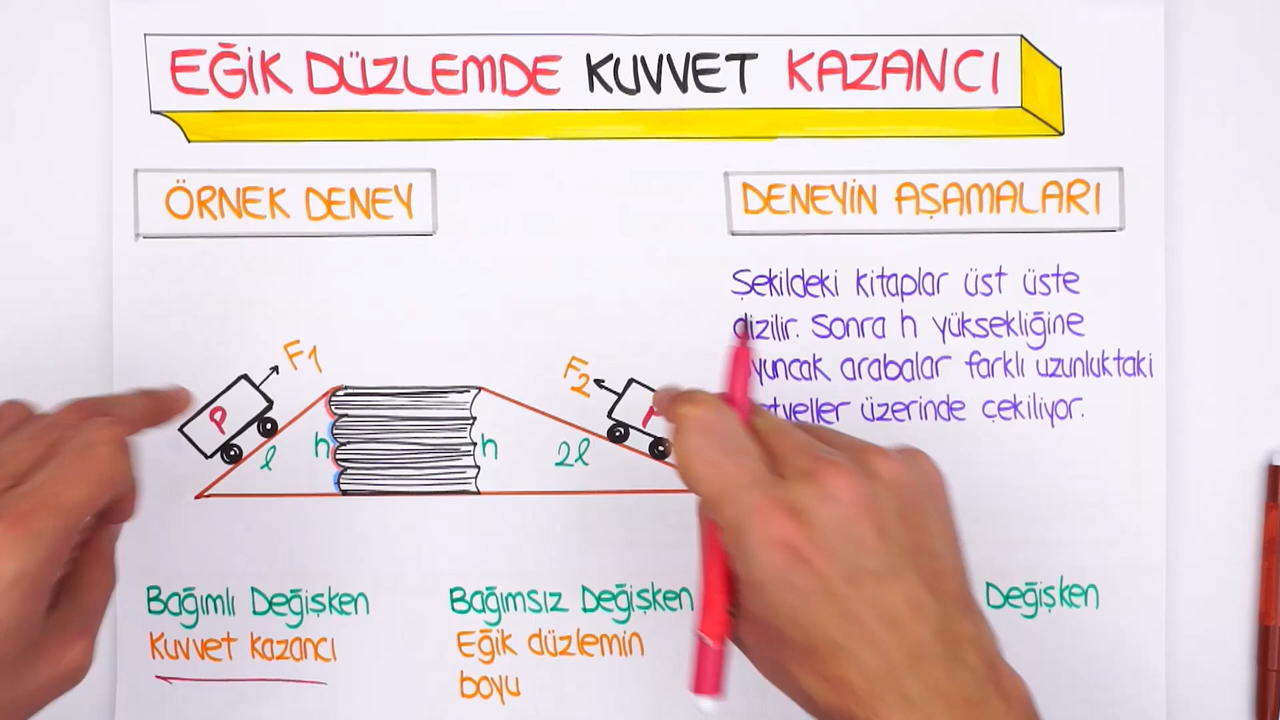 EĞİK DÜZLEMDE KUVVET KAZANCI
ÖRNEK DENEY
DENEYİN AŞAMALARI
Şekildeki kitaplar üst üste
dizilir. Sonra h yüksekliğine
arabalar farklı uzunluktaki
üzerinde çekiliyor.
F1
P
l
h
h
F2
2l
Bağımlı Değişken
Kuvvet kazancı
Bağımsız Değişken
Eğik düzlemin
boyu
Değişken